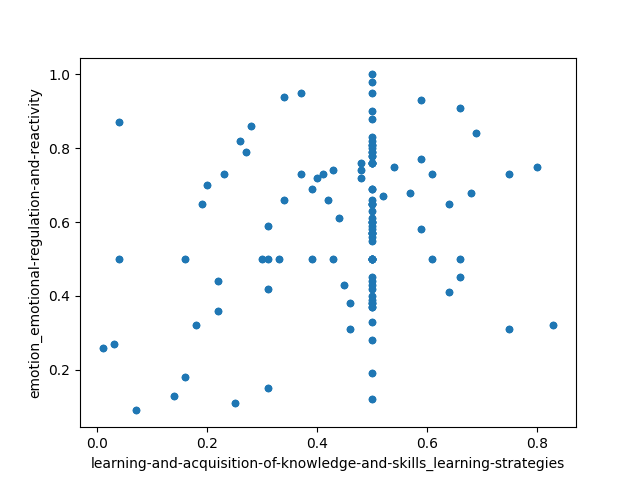 1.0
0.8
0.6
0.4
0.2
emotion_emotional-regulation-and-reactivity
0.0 0.2 0.4 0.6 0.8
learning-and-acquisition-of-knowledge-and-skills_learning-strategies